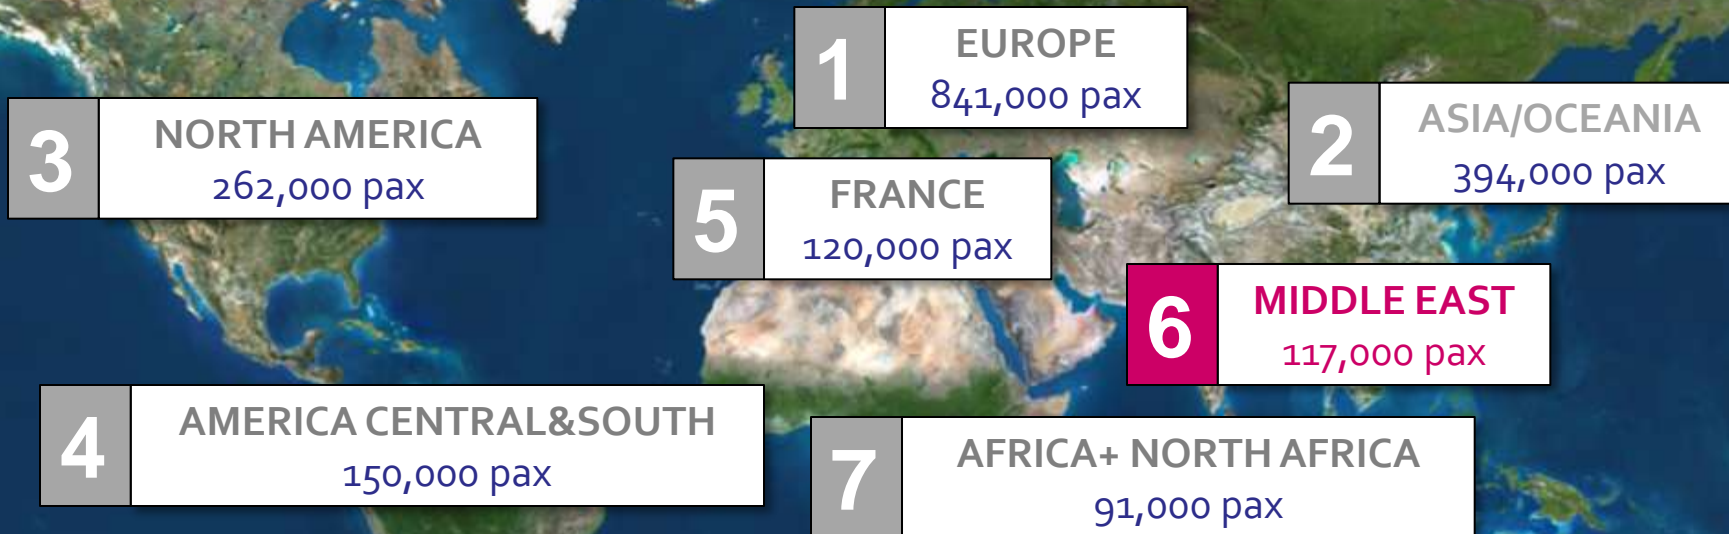 1
EUROPE
841,000 pax
2
ASIA/OCEANIA
394,000 pax
3
NORTH AMERICA
262,000 pax
5
FRANCE
120,000 pax
6
MIDDLE EAST
117,000 pax
4
AMERICA CENTRAL&SOUTH
150,000 pax
7
AFRICA+ NORTH AFRICA
91,000 pax